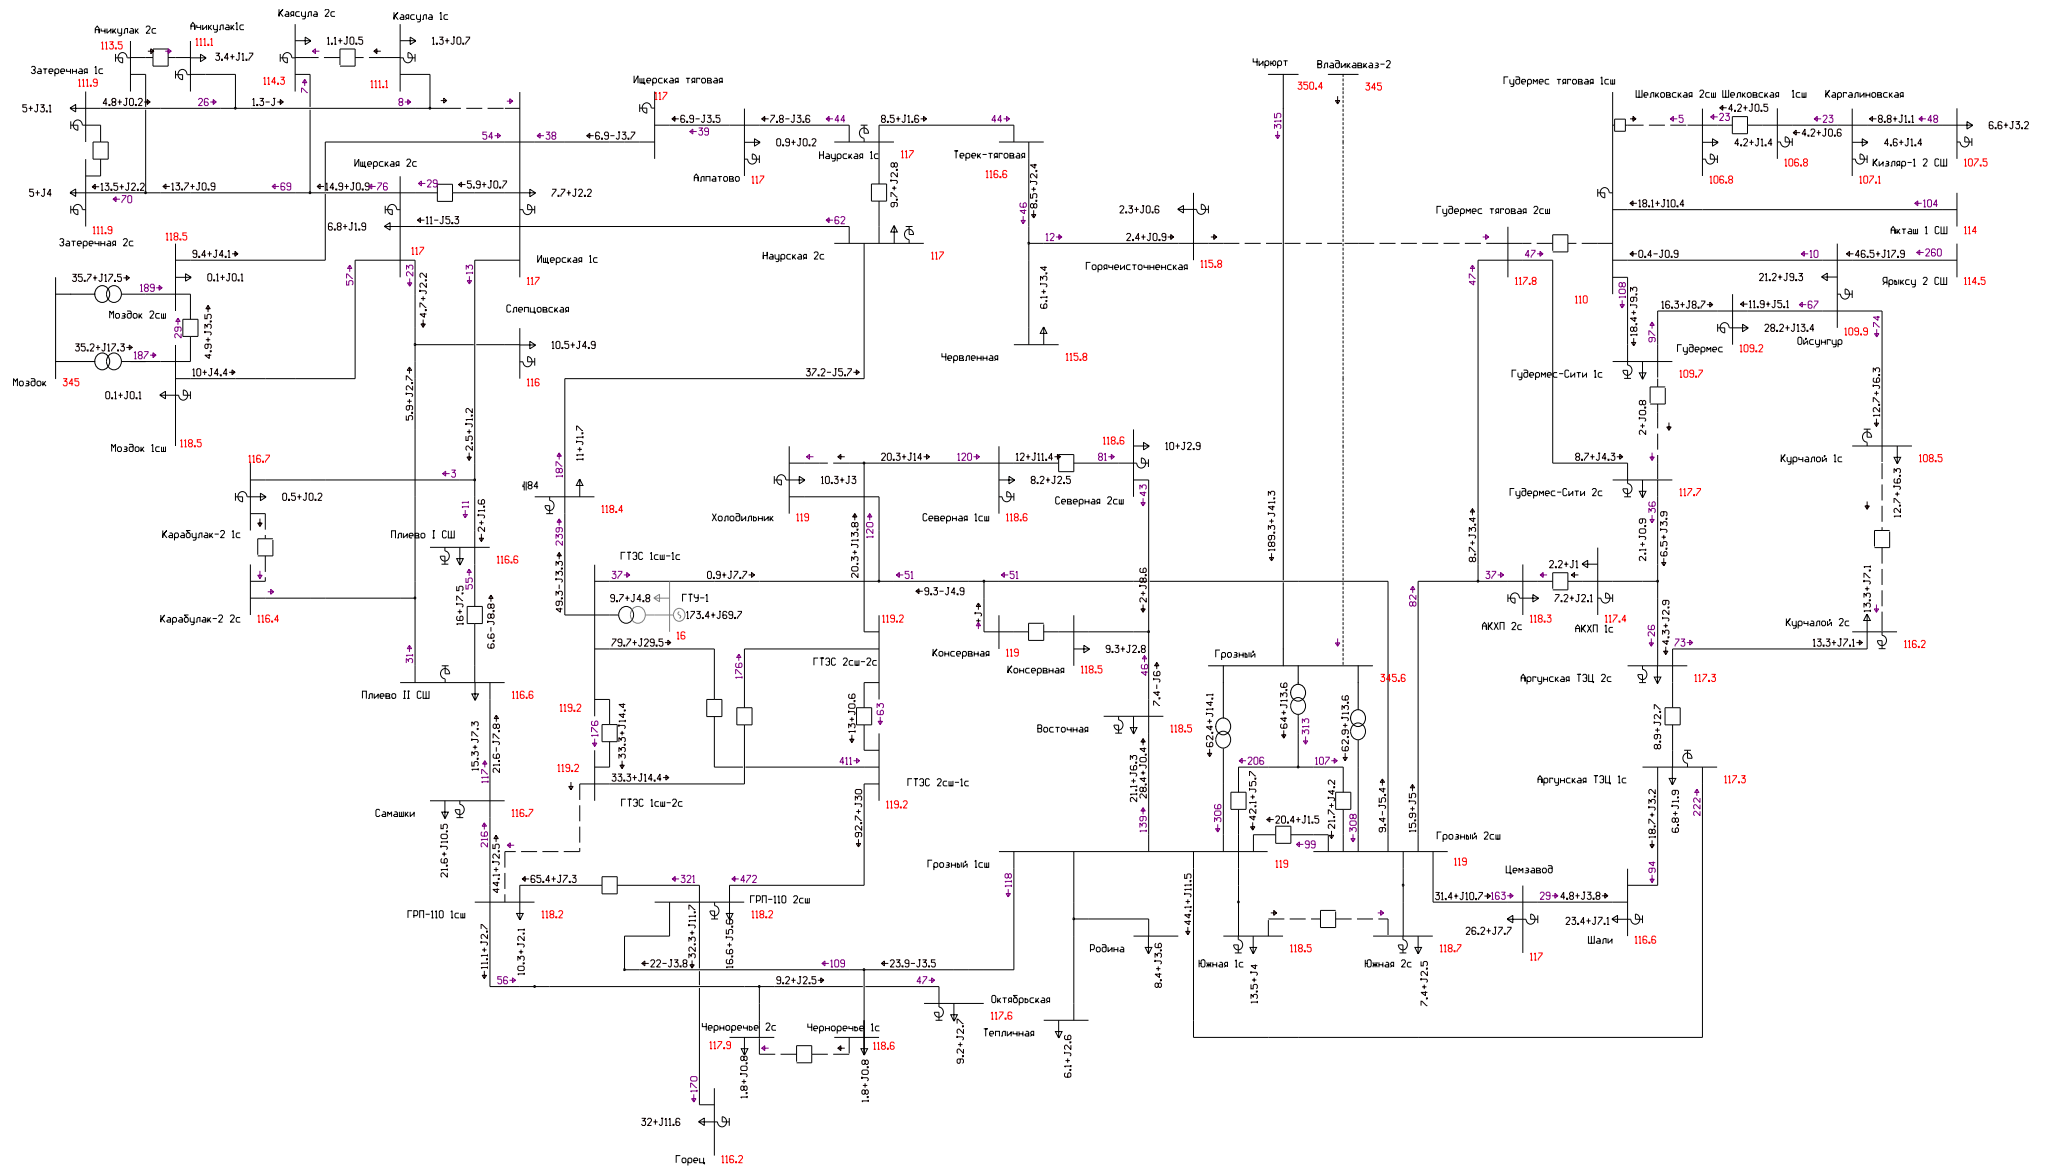 Ачикулак 2с
113.5
Ачикулак1с
111.1
3.4+J1.7
Каясула 2с
1.1+J0.5
114.3
7
Каясула 1с
1.3+J0.7
111.1
Затеречная 1с
111.9
5+J3.1
4.8+J0.2
26
1.3-J
8
54
38
6.9-J3.7
Ищерская тяговая
117
6.9-J3.5
39
7.8-J3.6
44
0.9+J0.2
Алпатово
117
8.5+J1.6
44
Наурская 1с
117
9.7+J2.8
Терек-тяговая
116.6
8.5+J2.4
46
Ищерская 2с
5+J4
13.5+J2.2
70
13.7+J0.9
69
14.9+J0.9
76
29
5.9+J0.7
7.7+J2.2
111.9
Затеречная 2с
6.8+J1.9
11-J5.3
62
Наурская 2с
117
117
Ищерская 1с
117
118.5
9.4+J4.1
35.7+J17.5
189
0.1+J0.1
Моздок 2сш
29
4.9+J3.5
57
23
4.7+J2.2
13
35.2+J17.3
187
Моздок
345
10+J4.4
0.1+J0.1
Моздок 1сш
118.5
Слепцовская
10.5+J4.9
116
5.9+J2.7
2.5+J1.2
37.2-J5.7
12
2.4+J0.9
2.3+J0.6
Горячеисточненская
115.8
6.1+J3.4
Червленная
115.8
Чирюрт
350.4
315
189.3+J41.3
Владикавказ-2
345
Гудермес тяговая 1сш
Шелковская 2сш
Шелковская 1сш
Каргалиновская
5
4.2+J0.5
23
4.2+J1.2
4.2+J0.6
23
8.8+J1.1
48
4.6+J1.4
6.6+J3.2
Кизляр-1 2 СШ
106.8
106.8
107.1
107.5
18.1+J10.4
104
Акташ 1 СШ
114
Гудермес тяговая 2сш
47
47
117.8
110
0.4-J0.9
10
46.5+J17.9
260
Ярыксу 2 СШ
114.5
21.2+J9.3
108
18.4+J9.3
97
16.3+J8.7
11.9+J5.1
67
28.2+J13.4
74
Гудермес
109.2
Ойсунгур
109.9
Гудермес-Сити 1с
109.7
2+J0.8
12.7+J6.3
Курчалой 1с
108.5
12.7+J6.3
8.7+J4.3
Гудермес-Сити 2с
117.7
36
2.1+J0.9
6.5+J3.9
8.7+J3.4
116.7
3
0.5+J0.2
Карабулак-2 1с
Карабулак-2 2с
116.4
11
2+J1.6
Плиево I СШ
116.6
55
16+J7.5
6.6-J8.8
31
Плиево II СШ
116.6
84
187
11+J1.7
118.4
239
49.3-J3.3
Холодильник
119
10.3+J3
20.3+J14
120
12+J11.4
81
118.6
10+J2.9
8.2+J2.5
Северная 1сш
118.6
Северная 2сш
43
20.3+J13.8
120
ГТЭС 1сш-1с
37
0.9+J7.7
51
9.3-J4.9
51
9.7+J4.8
ГТУ-1
173.4+J69.7
16
79.7+J29.5
176
119.2
ГТЭС 2сш-2с
+J
119
Консервная
Консервная
118.5
9.3+J2.8
2+J8.6
46
7.4-J6
82
37
2.2+J1
7.2+J2.1
АКХП 2с
118.3
АКХП 1с
117.4
26
4.3+J2.9
73
13.3+J7.1
13.3+J7.1
Курчалой 2с
116.2
Аргунская ТЭЦ 2с
117.3
8.9+J2.7
Грозный
345.6
62.4+J14.1
64+J13.6
313
62.9+J13.6
206
107
306
42.1+J5.7
21.7+J4.2
308
20.4+J1.5
99
9.4-J5.4
15.9+J5
Восточная
118.5
21.1+J6.3
28.4+J0.4
139
119.2
176
33.3+J14.4
119.2
33.3+J14.4
ГТЭС 1сш-2с
13+J0.6
63
411
ГТЭС 2сш-1с
119.2
92.7+J30
15.3+J7.3
117
21.6-J7.8
Самашки
116.7
21.6+J10.5
216
44.1+J2.5
Аргунская ТЭЦ 1с
117.3
18.7+J3.2
6.8+J1.9
222
94
Грозный 1сш
119
Грозный 2сш
119
Цемзавод
31.4+J10.7
163
29
4.8+J3.8
26.2+J7.7
117
23.4+J7.1
Шали
116.6
65.4+J7.3
321
472
ГРП-110 1сш
118.2
ГРП-110 2сш
118.2
118
44.1+J11.5
11.1+J2.7
10.3+J2.1
32.3+J11.7
16.6+J5.6
22-J3.8
109
23.9-J3.5
56
9.2+J2.5
47
Октябрьская
117.6
9.2+J2.7
Родина
8.4+J3.6
Тепличная
6.1+J2.6
Южная 1с
118.5
13.5+J4
Южная 2с
118.7
7.4+J2.5
Черноречье 2с
117.9
1.8+J0.8
Черноречье 1с
118.6
1.8+J0.8
170
32+J11.6
Горец
116.2